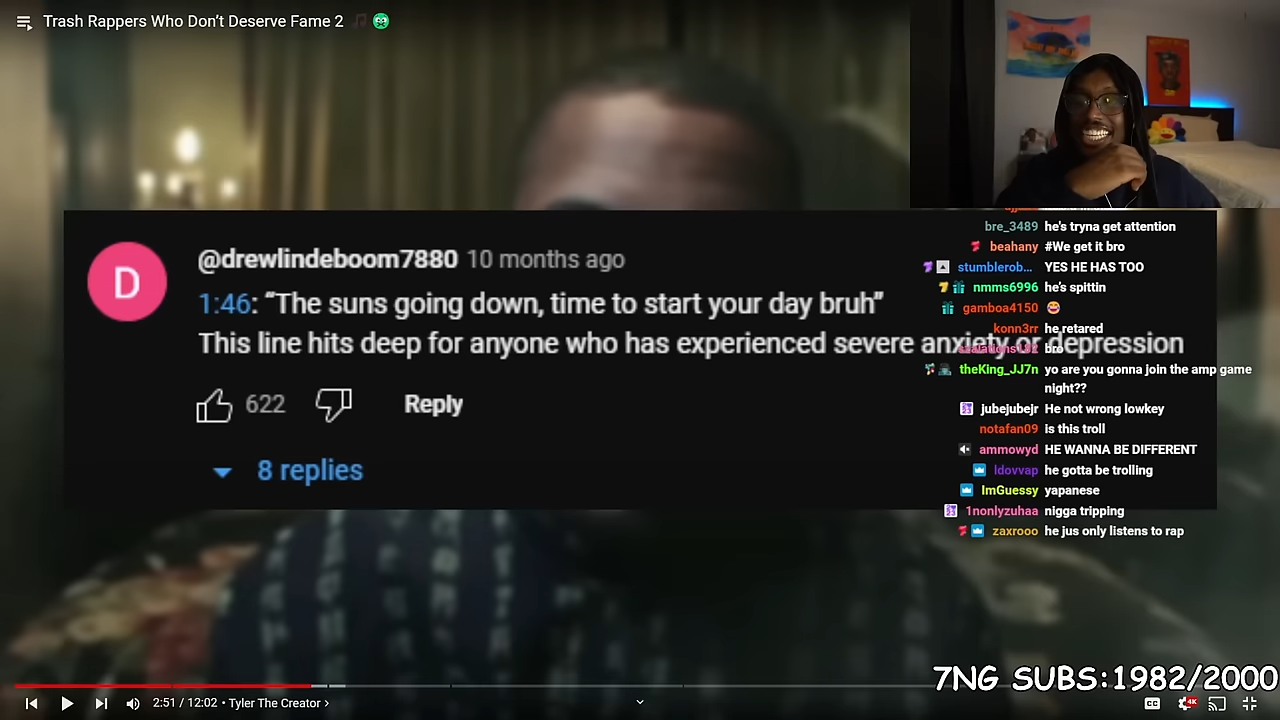 Trash Rappers Who Don't Deserve Fame 2
@drewlindeboom7880 10 months ago
1:46: “The suns going down, time to start your day bruh”
This line hits deep for anyone who has experienced severe anxiety or depression
622
Reply
8 replies
bre_3489 he's tryna get attention
beahany #We get it bro
stumblerob... YES HE HAS TOO
nmms6996 he's spittin
gamboa4150 😂
konn3rr he retared
bro
theKing_JJ7n yo are you gonna join the amp game
night??
jubejubejr He not wrong lowkey
notafan09 is this troll
ammowyd HE WANNA BE DIFFERENT
ldovvap he gotta be trolling
ImGuessy yapanese
1nonlyzuhaa nigga tripping
zaxrooo he jus only listens to rap
7NG SUBS:1982/2000
2:51 / 12:02 • Tyler The Creator ›
CC
4K